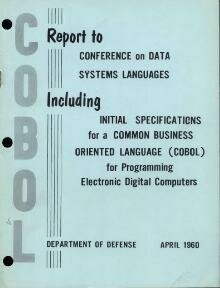 COBOL
Report to
CONFERENCE on DATA
SYSTEMS LANGUAGES
Including
INITIAL SPECIFICATIONS
for a COMMON BUSINESS
ORIENTED LANGUAGE (COBOL)
for Programming
Electronic Digital Computers
DEPARTMENT OF DEFENSE APRIL 1960